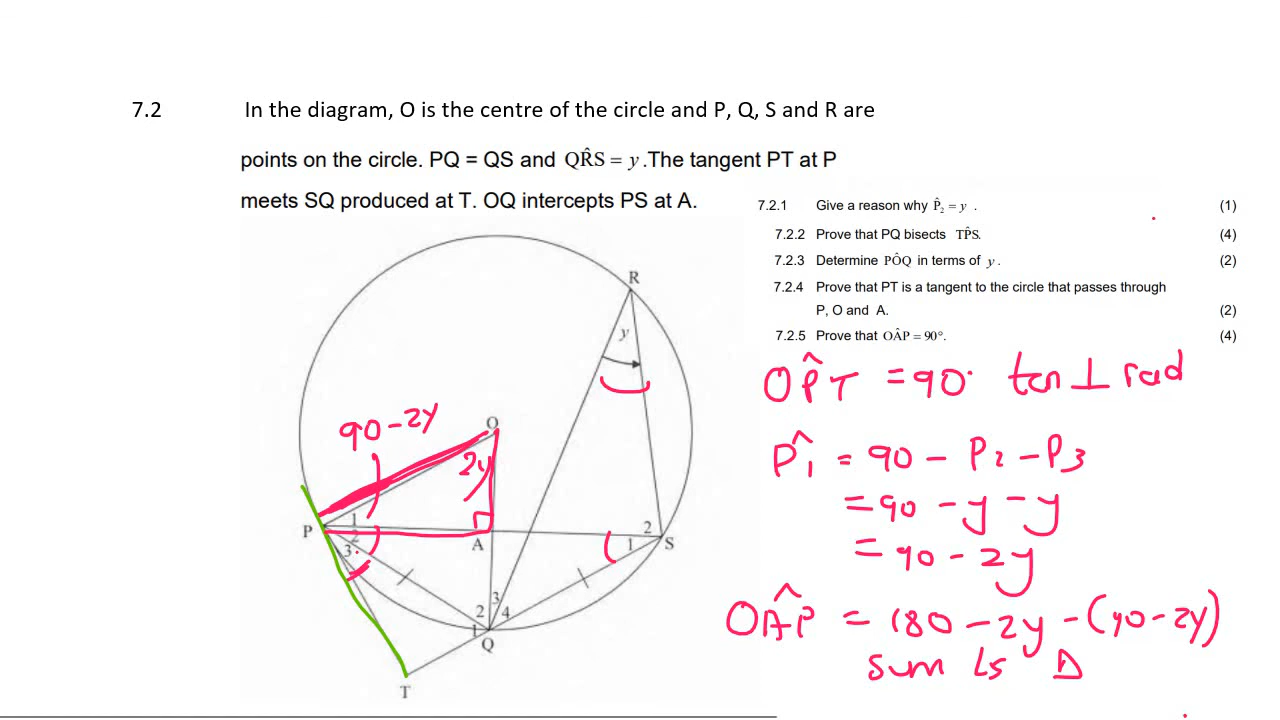 7.2 In the diagram, O is the centre of the circle and P, Q, S and R are
points on the circle. PQ = QS and QR̂S = y .The tangent PT at P
meets SQ produced at T. OQ intercepts PS at A.
7.2.1 Give a reason why P̂₂ = y . (1)
7.2.2 Prove that PQ bisects TP̂S. (4)
7.2.3 Determine PÔQ in terms of y . (2)
7.2.4 Prove that PT is a tangent to the circle that passes through
P, O and A. (2)
7.2.5 Prove that OÂP = 90°. (4)
R
y
O
90-2y
2y
P
1
2
3
A
2
1
S
2
3
4
1
Q
T
OP̂T = 90° tan ⊥ rad
P̂₁ = 90 - P₂ - P₃
= 90 - y - y
= 90 - 2y
OÂP = 180 - 2y - (90-2y)
sum ∠s Δ